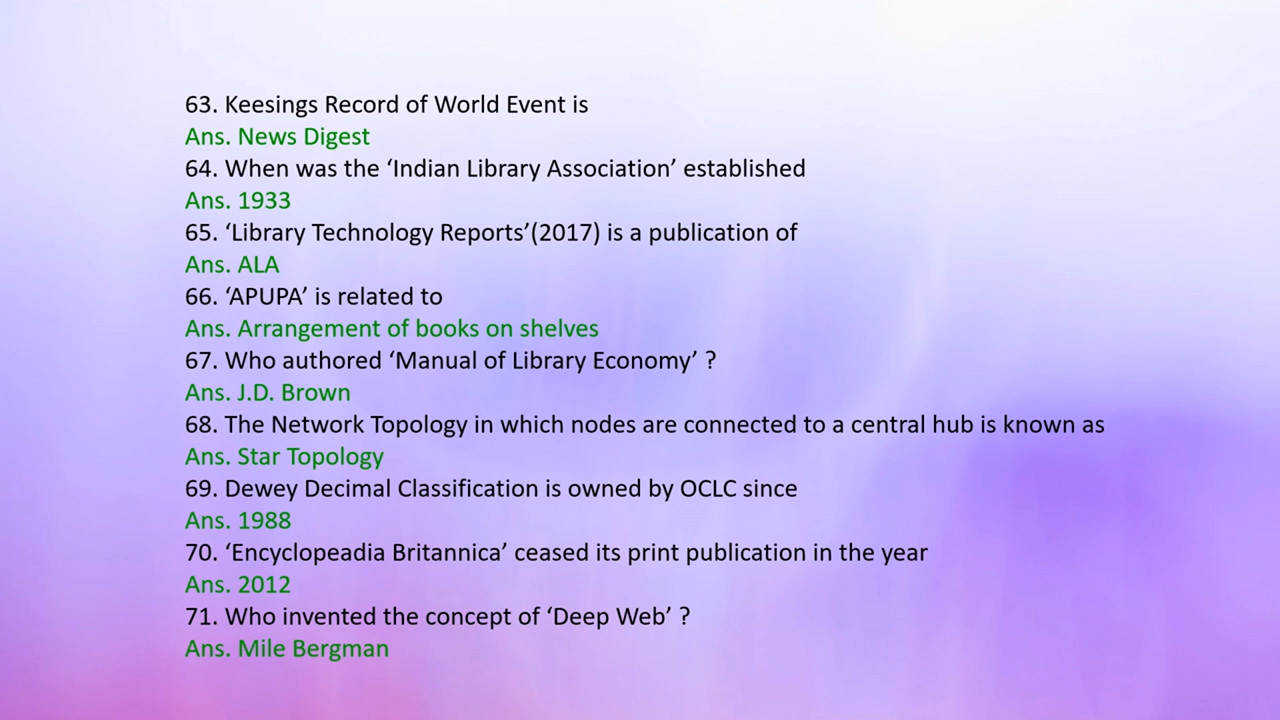 63. Keesings Record of World Event is
Ans. News Digest
64. When was the ‘Indian Library Association’ established
Ans. 1933
65. ‘Library Technology Reports’(2017) is a publication of
Ans. ALA
66. ‘APUPA’ is related to
Ans. Arrangement of books on shelves
67. Who authored ‘Manual of Library Economy’ ?
Ans. J.D. Brown
68. The Network Topology in which nodes are connected to a central hub is known as
Ans. Star Topology
69. Dewey Decimal Classification is owned by OCLC since
Ans. 1988
70. ‘Encyclopeadia Britannica’ ceased its print publication in the year
Ans. 2012
71. Who invented the concept of ‘Deep Web’ ?
Ans. Mile Bergman